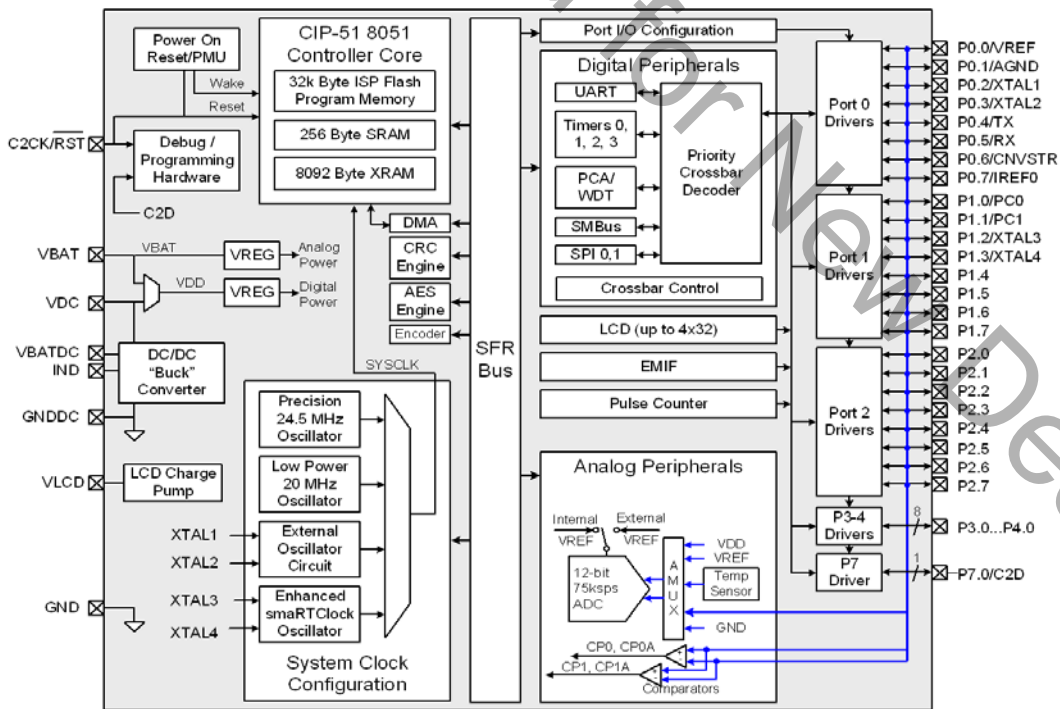 Power On
Reset/PMU
Wake
Reset
C2CK/RST
Debug /
Programming
Hardware
C2D
VBAT
VBAT
VREG
Analog
Power
VDC
VDD
VREG
Digital
Power
VBATDC
IND
DC/DC
"Buck"
Converter
GNDDC
VLCD
LCD Charge
Pump
XTAL1
XTAL2
XTAL3
XTAL4
GND
CIP-51 8051
Controller Core
32k Byte ISP Flash
Program Memory
256 Byte SRAM
8092 Byte XRAM
DMA
CRC
Engine
AES
Engine
Encoder
SYSCLK
Precision
24.5 MHz
Oscillator
Low Power
20 MHz
Oscillator
External
Oscillator
Circuit
Enhanced
smaRTClock
Oscillator
System Clock
Configuration
SFR
Bus
Port I/O Configuration
Digital Peripherals
UART
Timers 0,
1, 2, 3
PCA/
WDT
SMBus
SPI 0,1
Priority
Crossbar
Decoder
Crossbar Control
LCD (up to 4x32)
EMIF
Pulse Counter
Analog Peripherals
Internal
VREF
External
VREF
12-bit
75ksps
ADC
A
M
U
X
VDD
VREF
Temp
Sensor
GND
CP0, CP0A
CP1, CP1A
+
-
+
-
Comparators
Port 0
Drivers
Port 1
Drivers
Port 2
Drivers
P3-4
Drivers
P7
Driver
P0.0/VREF
P0.1/AGND
P0.2/XTAL1
P0.3/XTAL2
P0.4/TX
P0.5/RX
P0.6/CNVSTR
P0.7/IREF0
P1.0/PC0
P1.1/PC1
P1.2/XTAL3
P1.3/XTAL4
P1.4
P1.5
P1.6
P1.7
P2.0
P2.1
P2.2
P2.3
P2.4
P2.5
P2.6
P2.7
8
P3.0...P4.0
1
P7.0/C2D
for New De